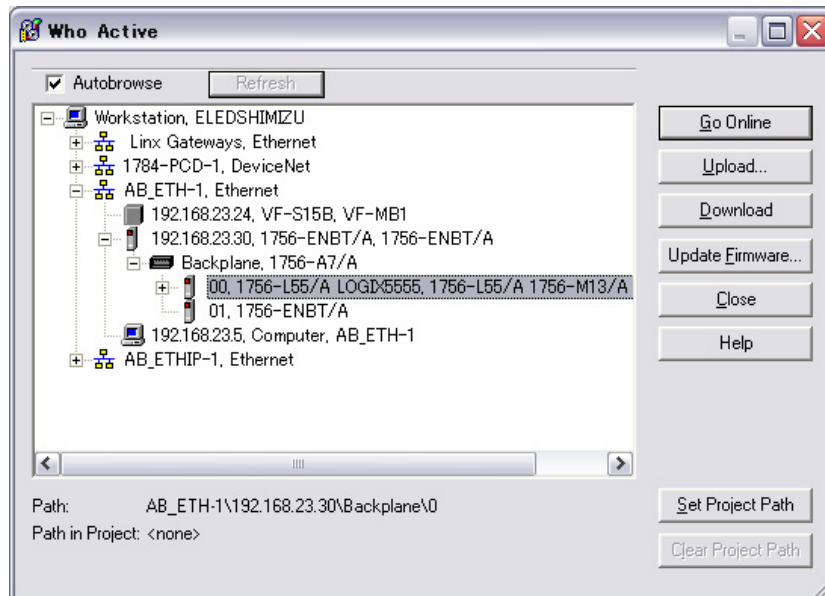 Who Active
Autobrowse
Refresh
Workstation, ELEDSHIMIZU
Linx Gateways, Ethernet
1784-PCD-1, DeviceNet
AB_ETH-1, Ethernet
192.168.23.24, VF-S15B, VF-MB1
192.168.23.30, 1756-ENBT/A, 1756-ENBT/A
Backplane, 1756-A7/A
00, 1756-L55/A LOGIX5555, 1756-L55/A 1756-M13/A
01, 1756-ENBT/A
192.168.23.5, Computer, AB_ETH-1
AB_ETHIP-1, Ethernet
Go Online
Upload...
Download
Update Firmware...
Close
Help
Path: AB_ETH-1\192.168.23.30\Backplane\0
Path in Project: <none>
Set Project Path
Clear Project Path